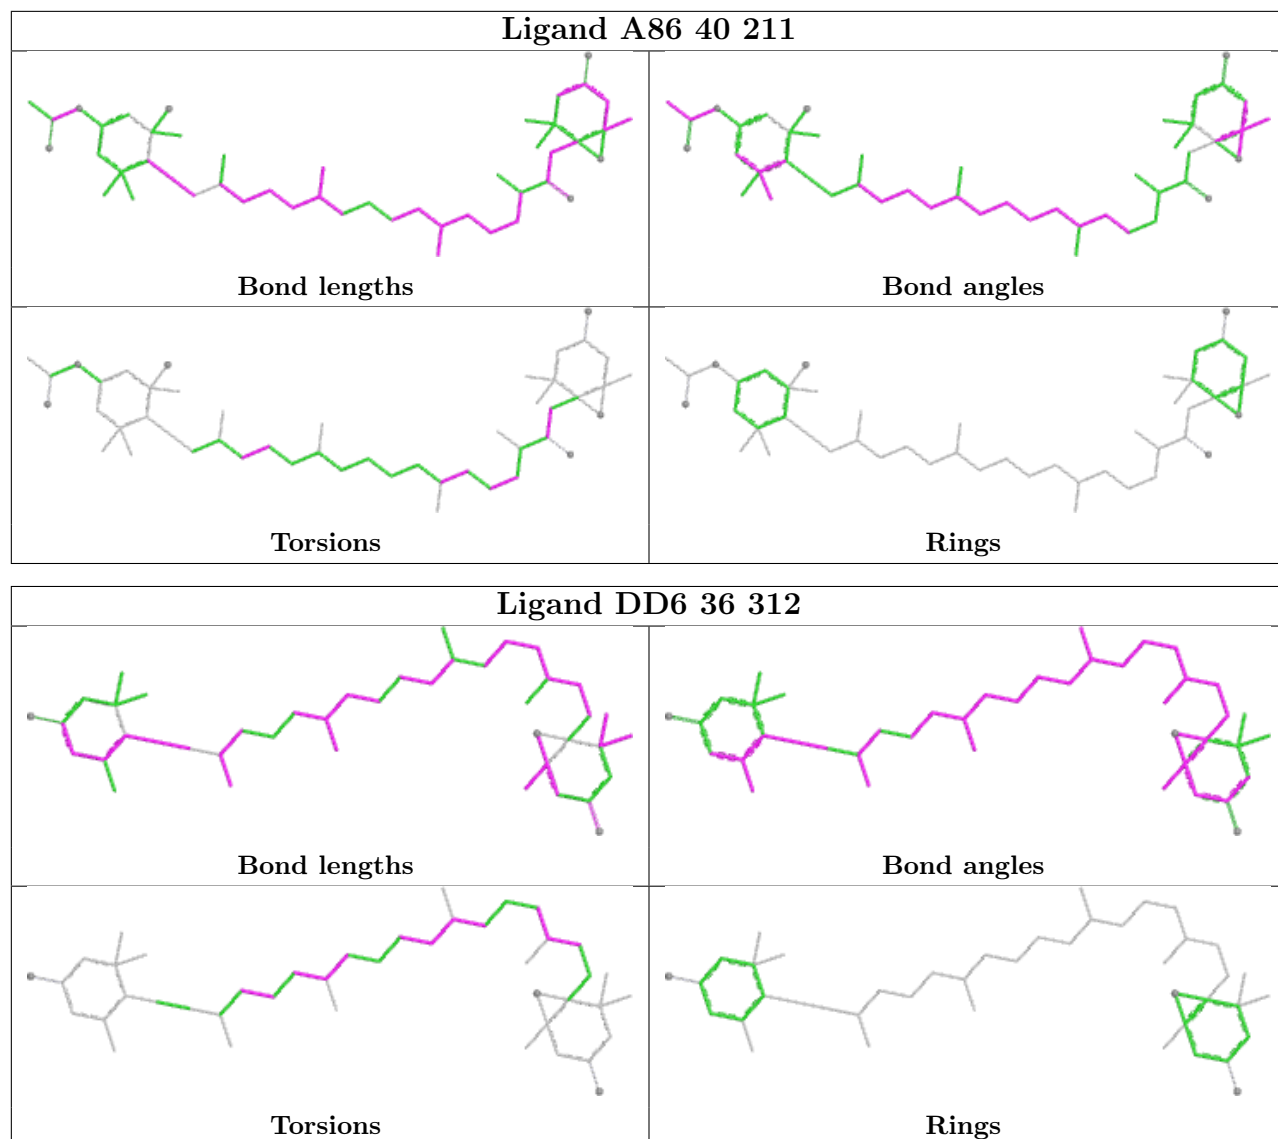 Ligand A86 40 211
Bond lengths
Bond angles
Torsions
Rings
Ligand DD6 36 312
Bond lengths
Bond angles
Torsions
Rings